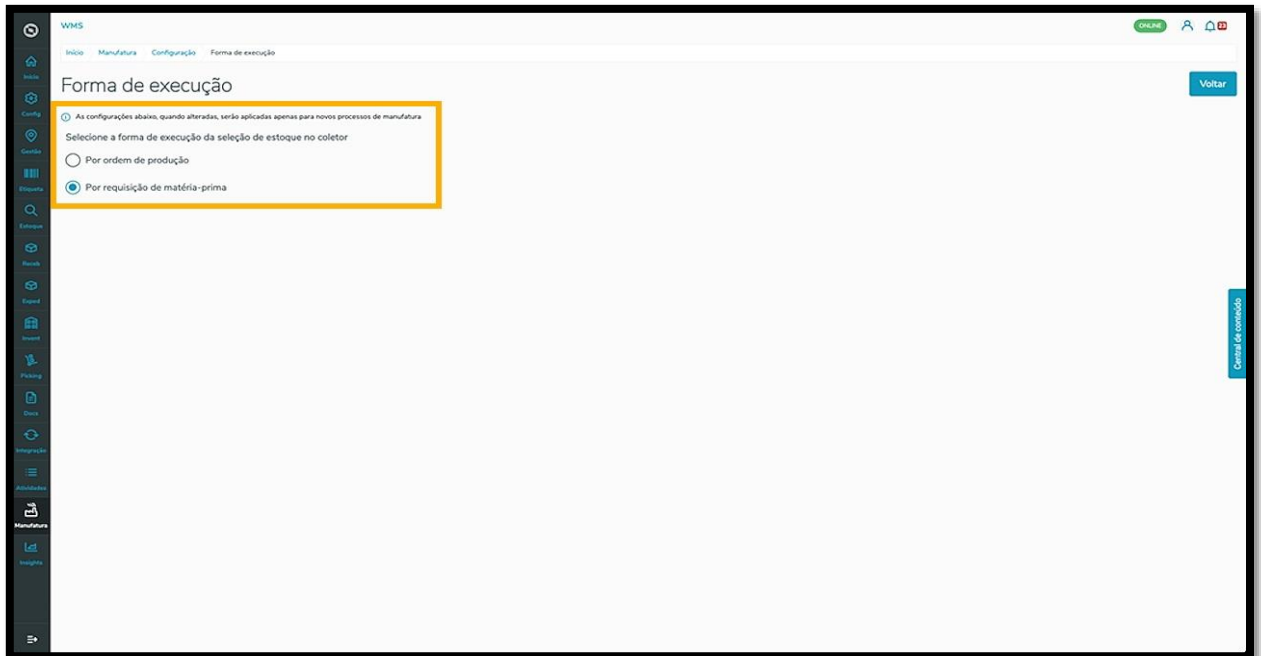 WMS
ONLINE
23
Início Manufatura Configuração Forma de execução
Forma de execução
Voltar
As configurações abaixo, quando alteradas, serão aplicadas apenas para novos processos de manufatura
Selecione a forma de execução da seleção de estoque no coletor
Por ordem de produção
Por requisição de matéria-prima
Início
Config
Gestão
Etiqueta
Estoque
Receb
Exped
Invent
Picking
Docs
Integração
Atividades
Manufatura
Insights
Central de conteúdo